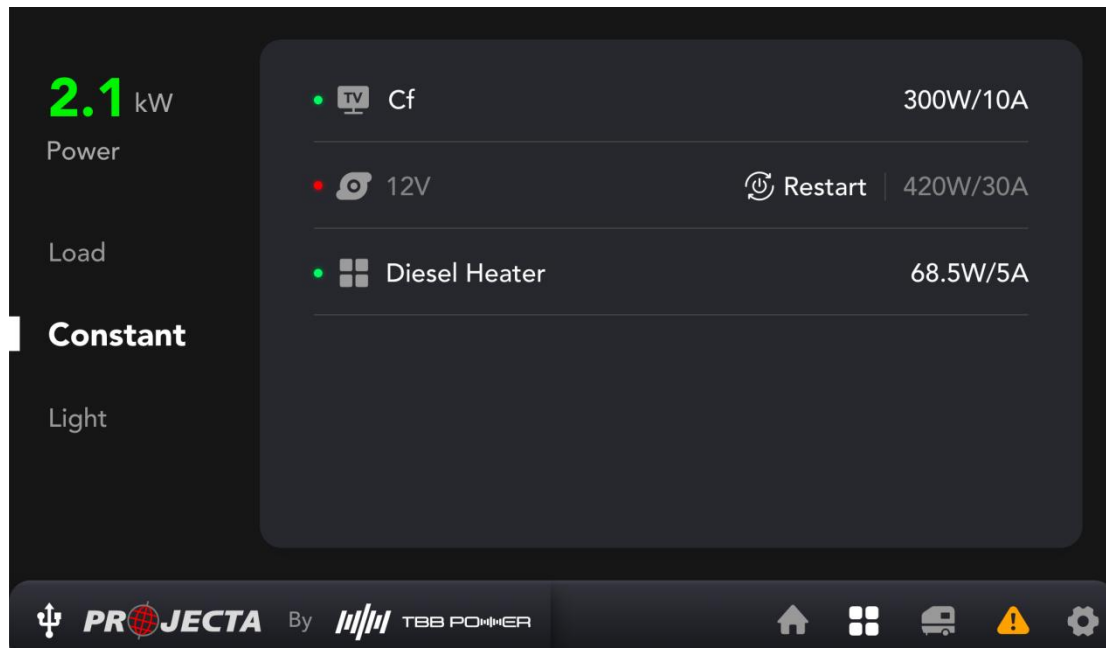 2.1 kW
Power
Load
Constant
Light
TV Cf 300W/10A
12V Restart 420W/30A
Diesel Heater 68.5W/5A
PROJECTA By TBB POWER